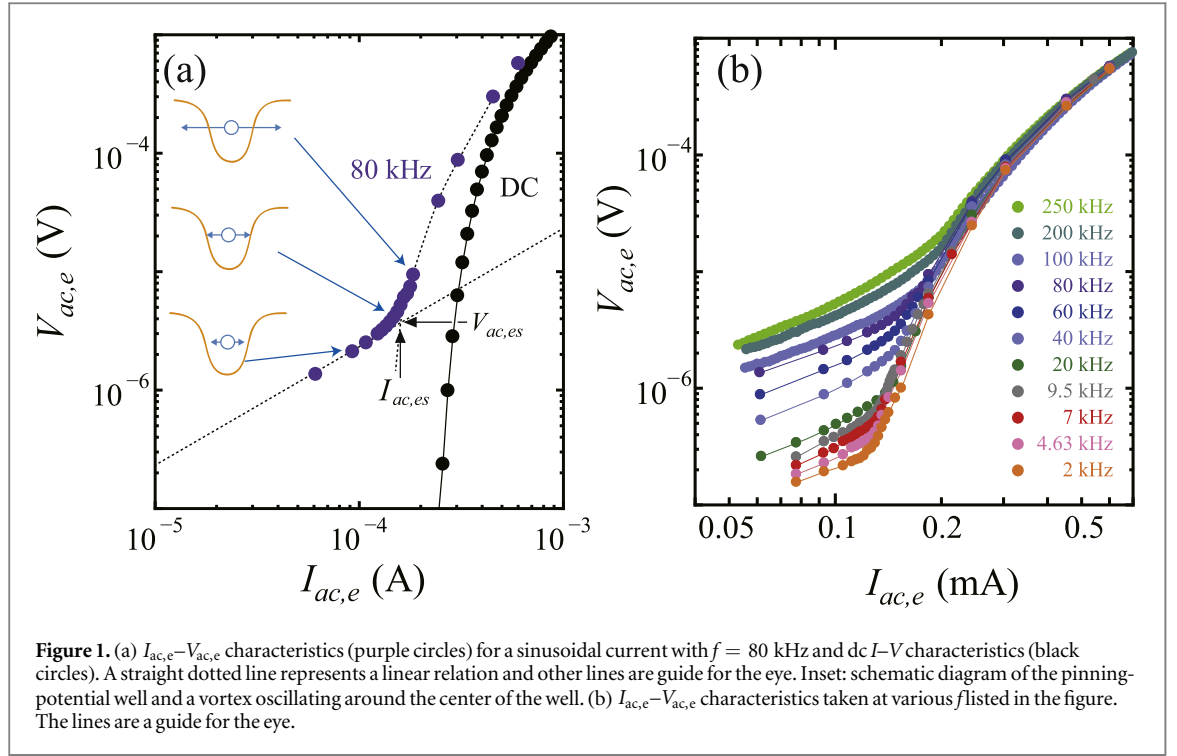 (a)
80 kHz
DC
V_ac,es
I_ac,es
V_ac,e (V)
10^−4
10^−6
10^−5
10^−4
10^−3
I_ac,e (A)
(b)
V_ac,e (V)
10^−4
10^−6
250 kHz
200 kHz
100 kHz
80 kHz
60 kHz
40 kHz
20 kHz
9.5 kHz
7 kHz
4.63 kHz
2 kHz
0.05
0.1
0.2
0.5
I_ac,e (mA)
Figure 1. (a) I_ac,e–V_ac,e characteristics (purple circles) for a sinusoidal current with f = 80 kHz and dc I–V characteristics (black
circles). A straight dotted line represents a linear relation and other lines are guide for the eye. Inset: schematic diagram of the pinning-
potential well and a vortex oscillating around the center of the well. (b) I_ac,e–V_ac,e characteristics taken at various f listed in the figure.
The lines are a guide for the eye.